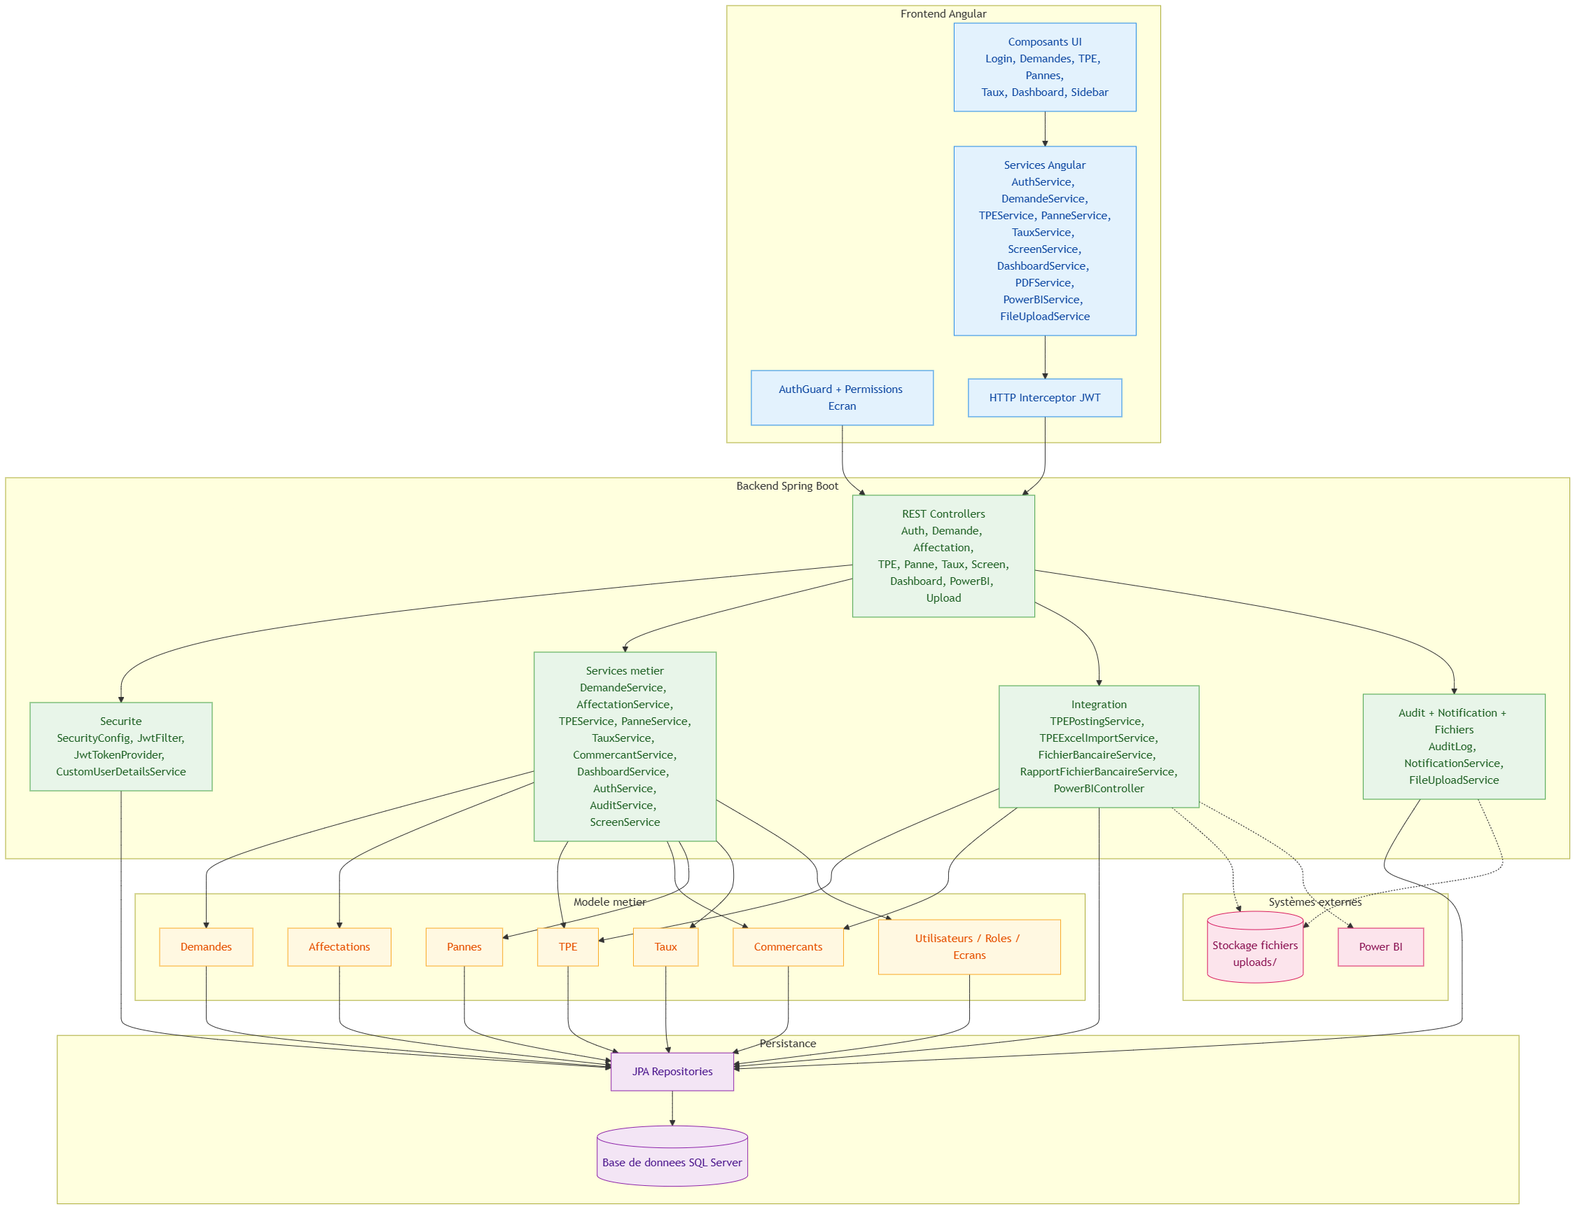 Frontend Angular
Composants UI
Login, Demandes, TPE,
Pannes,
Taux, Dashboard, Sidebar
Services Angular
AuthService,
DemandeService,
TPEService, PanneService,
TauxService,
ScreenService,
DashboardService,
PDFService,
PowerBIService,
FileUploadService
AuthGuard + Permissions
Ecran
HTTP Interceptor JWT
Backend Spring Boot
REST Controllers
Auth, Demande,
Affectation,
TPE, Panne, Taux, Screen,
Dashboard, PowerBI,
Upload
Securite
SecurityConfig, JwtFilter,
JwtTokenProvider,
CustomUserDetailsService
Services metier
DemandeService,
AffectationService,
TPEService, PanneService,
TauxService,
CommercantService,
DashboardService,
AuthService,
AuditService,
ScreenService
Integration
TPEPostingService,
TPEExcelImportService,
FichierBancaireService,
RapportFichierBancaireService,
PowerBIController
Audit + Notification +
Fichiers
AuditLog,
NotificationService,
FileUploadService
Modele metier
Demandes
Affectations
Pannes
TPE
Taux
Commercants
Utilisateurs / Roles /
Ecrans
Systèmes externes
Stockage fichiers
uploads/
Power BI
Persistance
JPA Repositories
Base de donnees SQL Server